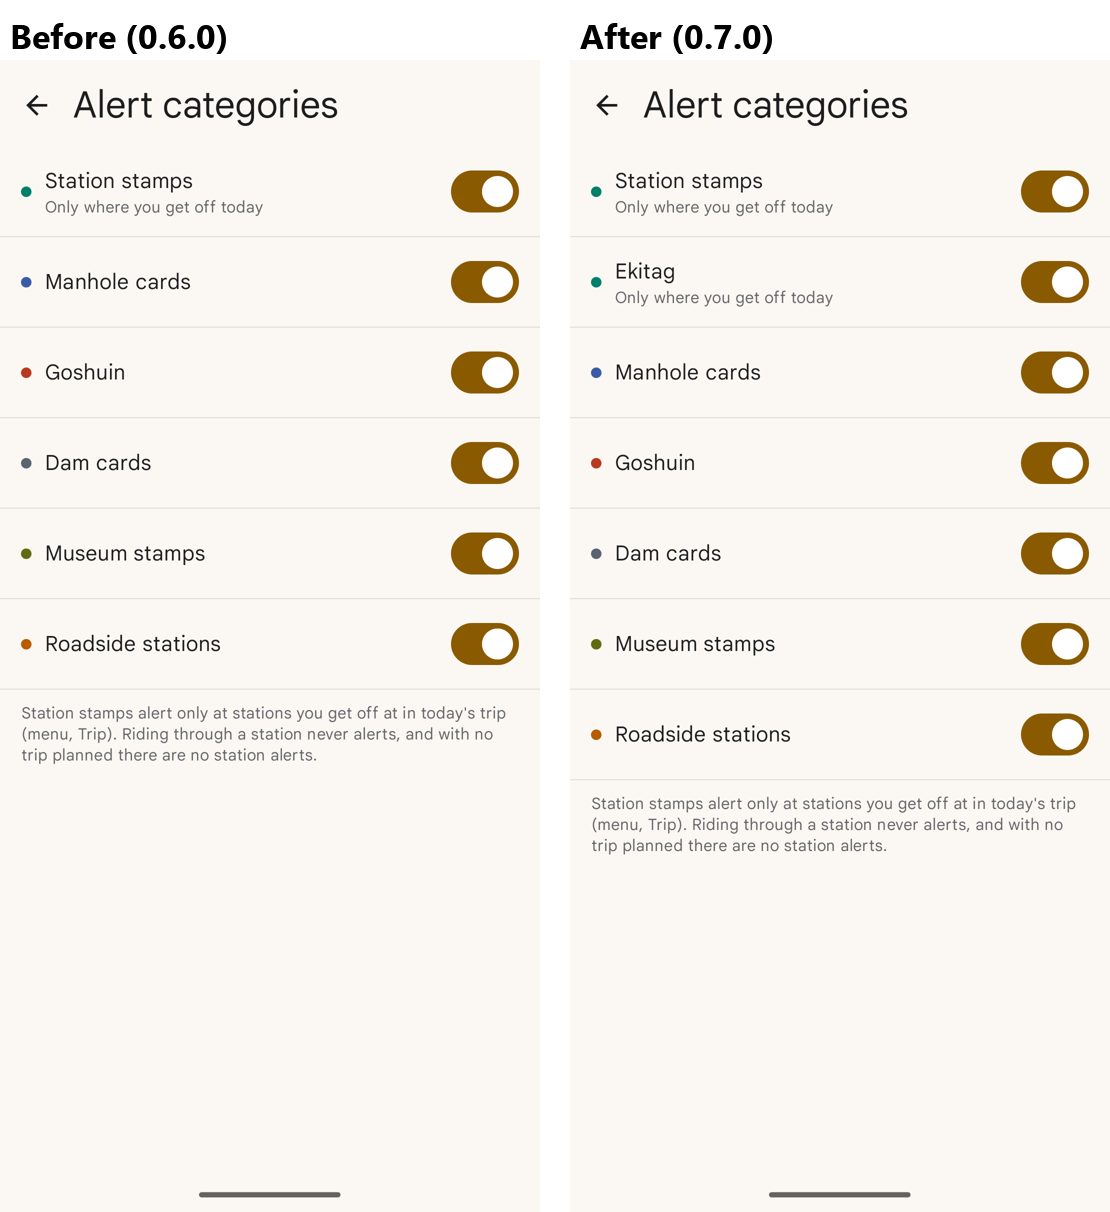 Before (0.6.0)
Alert categories
Station stamps
Only where you get off today
Manhole cards
Goshuin
Dam cards
Museum stamps
Roadside stations
Station stamps alert only at stations you get off at in today's trip
(menu, Trip). Riding through a station never alerts, and with no
trip planned there are no station alerts.
After (0.7.0)
Alert categories
Station stamps
Only where you get off today
Ekitag
Only where you get off today
Manhole cards
Goshuin
Dam cards
Museum stamps
Roadside stations
Station stamps alert only at stations you get off at in today's trip
(menu, Trip). Riding through a station never alerts, and with no
trip planned there are no station alerts.